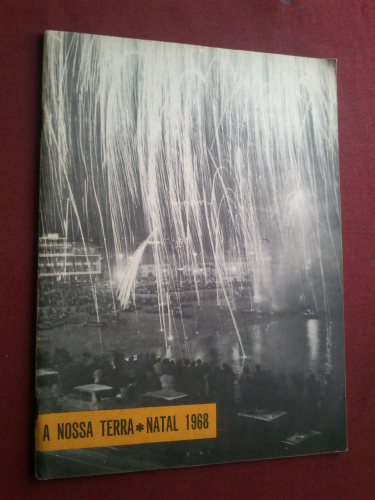 A NOSSA TERRA * NATAL 1968